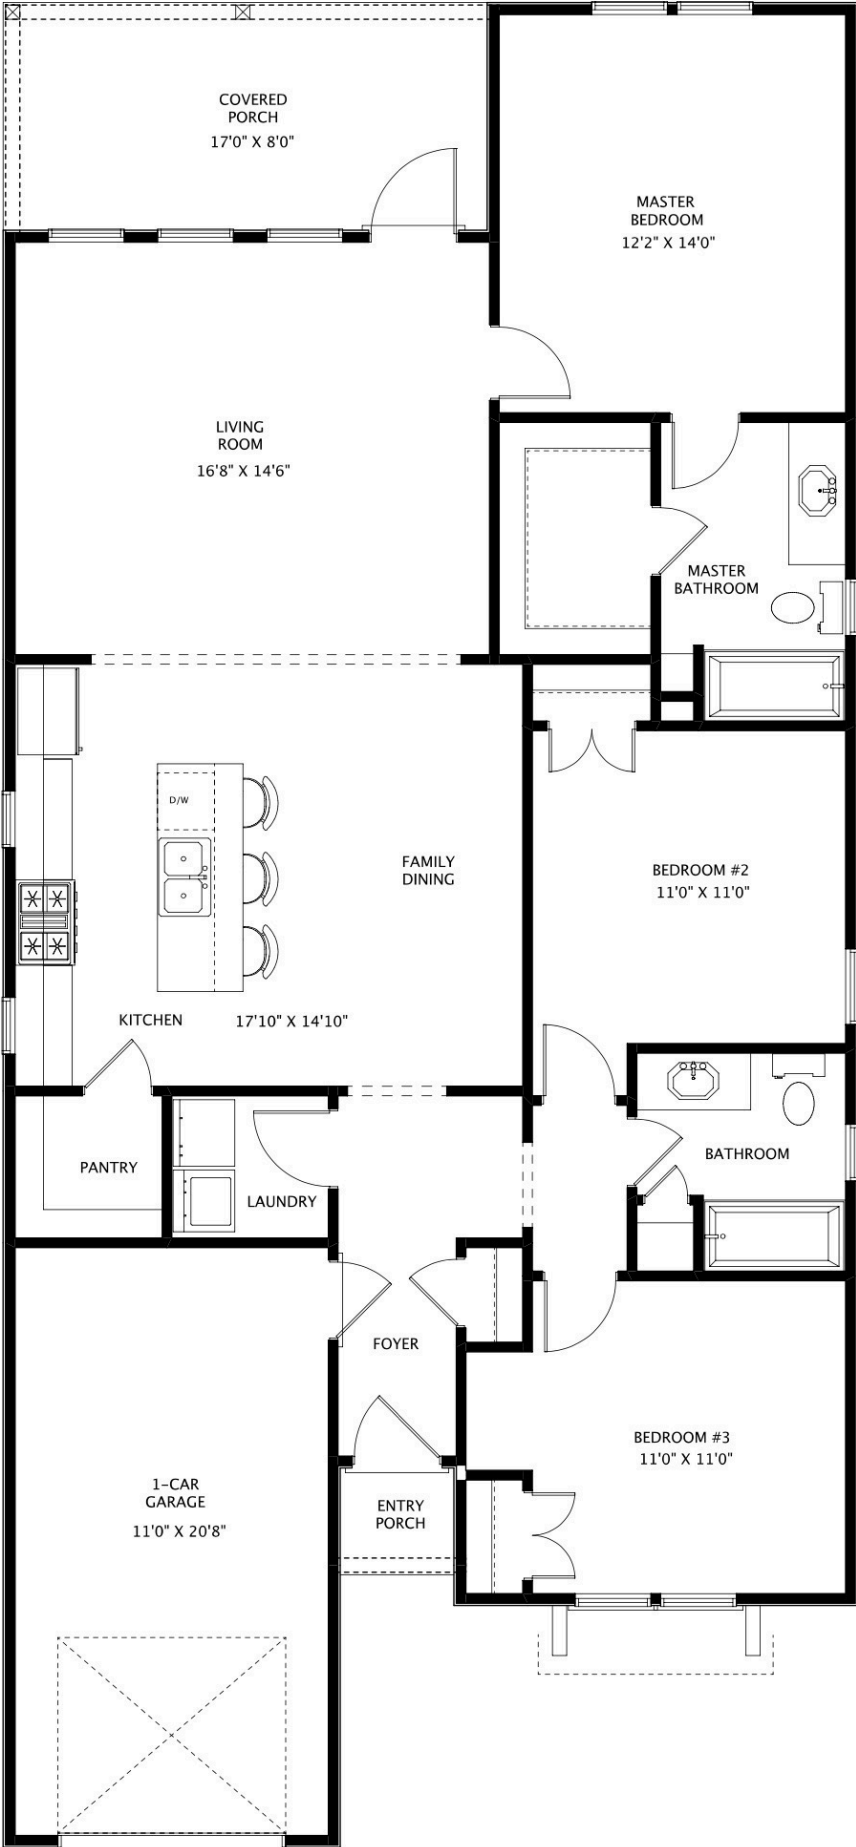 COVERED
PORCH
17'0" X 8'0"
MASTER
BEDROOM
12'2" X 14'0"
LIVING
ROOM
16'8" X 14'6"
MASTER
BATHROOM
D/W
FAMILY
DINING
BEDROOM #2
11'0" X 11'0"
KITCHEN
17'10" X 14'10"
PANTRY
LAUNDRY
BATHROOM
FOYER
BEDROOM #3
11'0" X 11'0"
1-CAR
GARAGE
11'0" X 20'8"
ENTRY
PORCH